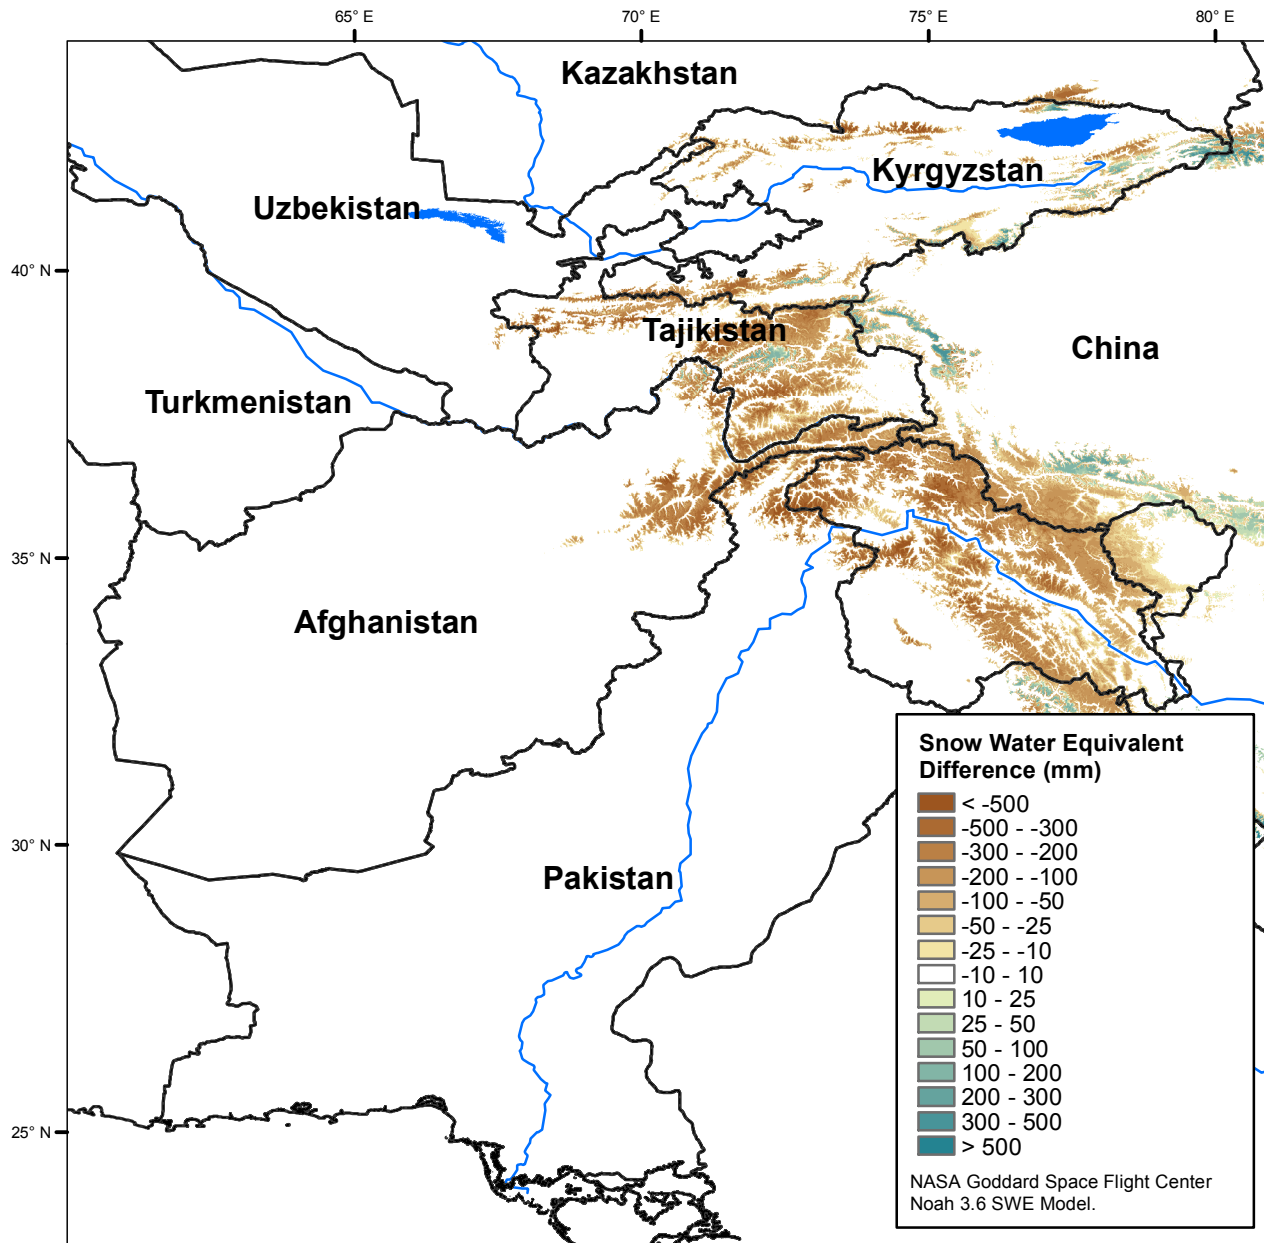 65° E
70° E
75° E
80° E
Kazakhstan
Kyrgyzstan
Uzbekistan
40° N
Tajikistan
China
Turkmenistan
35° N
Afghanistan
30° N
Pakistan
25° N
Snow Water Equivalent
Difference (mm)
< -500
-500 - -300
-300 - -200
-200 - -100
-100 - -50
-50 - -25
-25 - -10
-10 - 10
10 - 25
25 - 50
50 - 100
100 - 200
200 - 300
300 - 500
> 500
NASA Goddard Space Flight Center
Noah 3.6 SWE Model.